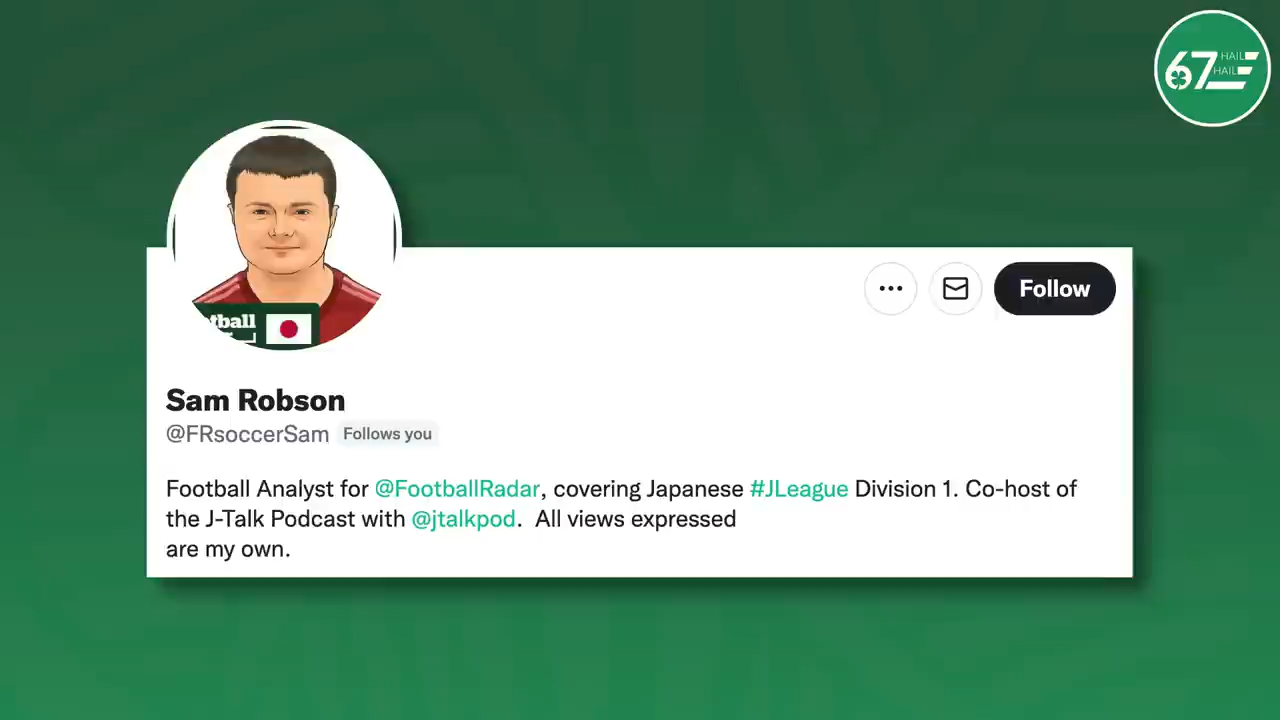 67 HAIL
HAIL
tball
Follow
Sam Robson
@FRsoccerSam Follows you
Football Analyst for @FootballRadar, covering Japanese #JLeague Division 1. Co-host of
the J-Talk Podcast with @jtalkpod. All views expressed
are my own.